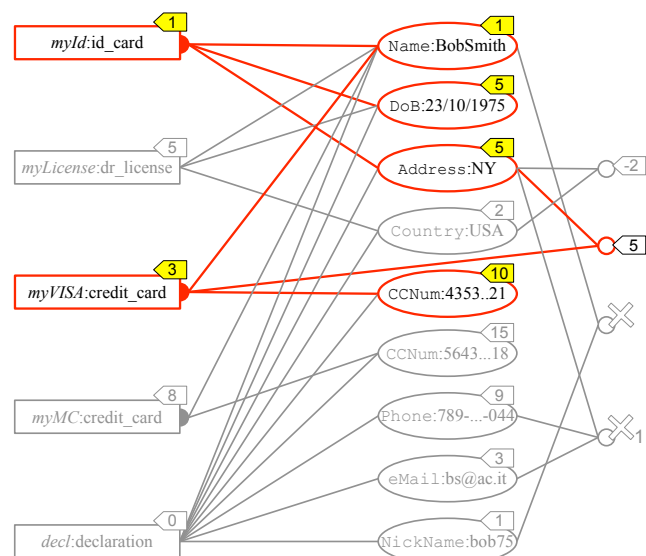 1
myId:id_card
1
Name:BobSmith
5
DoB:23/10/1975
5
myLicense:dr_license
5
Address:NY
-2
2
Country:USA
5
3
myVISA:credit_card
10
CCNum:4353..21
15
CCNum:5643...18
8
myMC:credit_card
9
Phone:789-...-044
1
3
eMail:bs@ac.it
0
decl:declaration
1
NickName:bob75